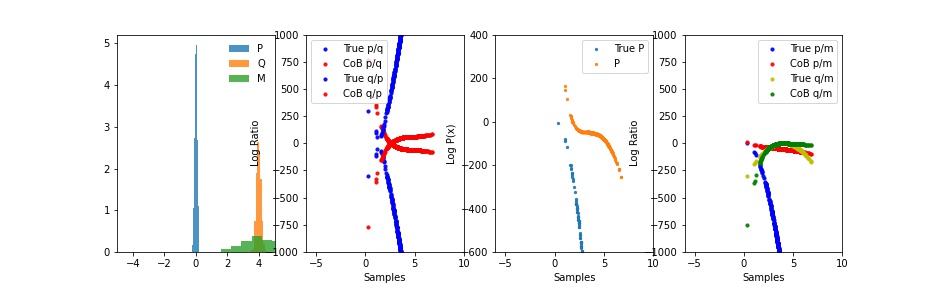 5
4
3
2
1
0
P
Q
M
−4
−2
0
2
4
Log Ratio
1000
750
500
250
0
−250
−500
−750
1000
True p/q
CoB p/q
True q/p
CoB q/p
−5
0
5
10
Samples
Log P(x)
400
200
0
−200
−400
−600
True P
P
−5
0
5
10
Samples
Log Ratio
1000
750
500
250
0
−250
−500
−750
1000
True p/m
CoB p/m
True q/m
CoB q/m
−5
0
5
10
Samples